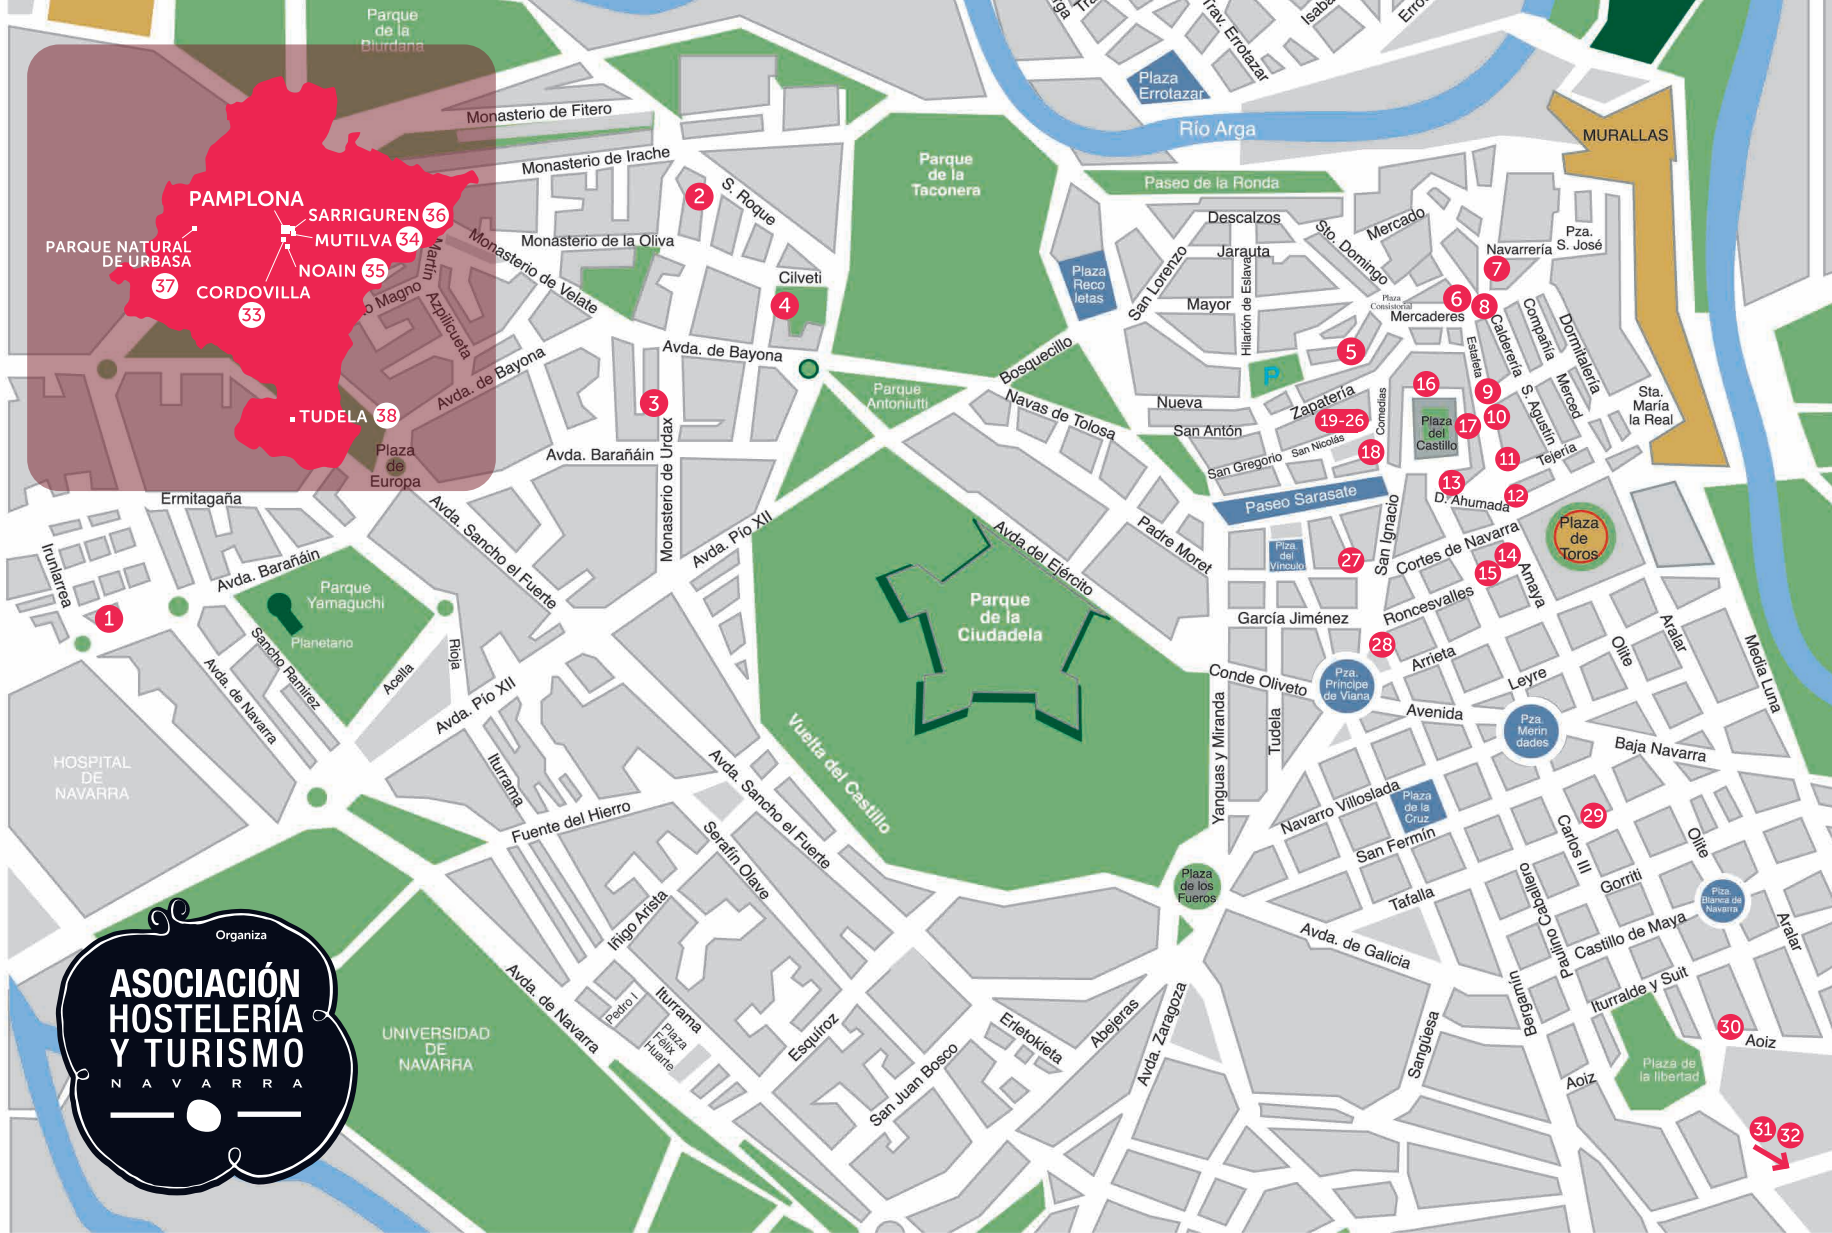 Parque
de la
Biurdana
PAMPLONA
SARRIGUREN 36
MUTILVA 34
NOAIN 35
PARQUE NATURAL
DE URBASA
37
CORDOVILLA
33
TUDELA 38
Martín
Azpilicueta
o Magno
Avda. de Bayona
Plaza
de
Europa
Monasterio de Fitero
Monasterio de Irache
2
S. Roque
Monasterio de la Oliva
Monasterio de Velate
Cilveti
4
Avda. de Bayona
3
Monasterio de Urdax
Avda. Barañáin
Avda. Pío XII
Ermitagaña
Irunlarrea
1
Avda. Barañáin
Avda. Sancho el Fuerte
Parque
Yamaguchi
Planetario
Sancho Ramírez
Avda. de Navarra
Acella
Rioja
Avda. Pío XII
HOSPITAL
DE
NAVARRA
Iturrama
Fuente del Hierro
Avda. Sancho el Fuerte
Serafín Olave
Iñigo Arista
Avda. de Navarra
Pedro I
Iturrama
Plaza
Félix
Huarte
Esquíroz
San Juan Bosco
Erletokieta
Abejeras
Avda. Zaragoza
UNIVERSIDAD
DE
NAVARRA
Organiza
ASOCIACIÓN
HOSTELERÍA
Y TURISMO
NAVARRA
Parque
de la
Taconera
Parque
Antoniutti
Bosquecillo
Navas de Tolosa
Padre Moret
Avda.del Ejército
Parque
de la
Ciudadela
Vuelta del Castillo
Plaza
Errotazar
Trav. Errotazar
Río Arga
MURALLAS
Paseo de la Ronda
Descalzos
Jarauta
Mayor
San Lorenzo
Hilarión de Eslava
Plaza
Reco
letas
Sto. Domingo
Mercado
Pza.
S. José
Navarrería
7
6
8
Plaza
Consistorial
Mercaderes
5
P
Nueva
Zapatería
19-26
San Antón
San Gregorio
San Nicolás
Comedias
18
16
Plaza
del
Castillo
17
Estafeta
9
10
11
Calderería
Compañía
Dormitalería
S. Agustín
Merced
Tejería
Sta.
María
la Real
13
D. Ahumada
12
Paseo Sarasate
Plza.
del
Vínculo
27
San Ignacio
Cortes de Navarra
14
15
Roncesvalles
Amaya
Plaza
de
Toros
García Jiménez
28
Arrieta
Conde Oliveto
Pza.
Príncipe
de Viana
Leyre
Avenida
Pza.
Merin
dades
Baja Navarra
Olite
Aralar
Media Luna
Yanguas y Miranda
Tudela
Navarro Villoslada
Plaza
de la
Cruz
San Fermín
Carlos III
29
Olite
Plaza
de los
Fueros
Tafalla
Gorriti
Plza.
Blanca de
Navarra
Paulino Caballero
Castillo de Maya
Aralar
Avda. de Galicia
Bergamín
Iturralde y Suit
30
Aoiz
Sangüesa
Aoiz
Plaza de
la libertad
31 32